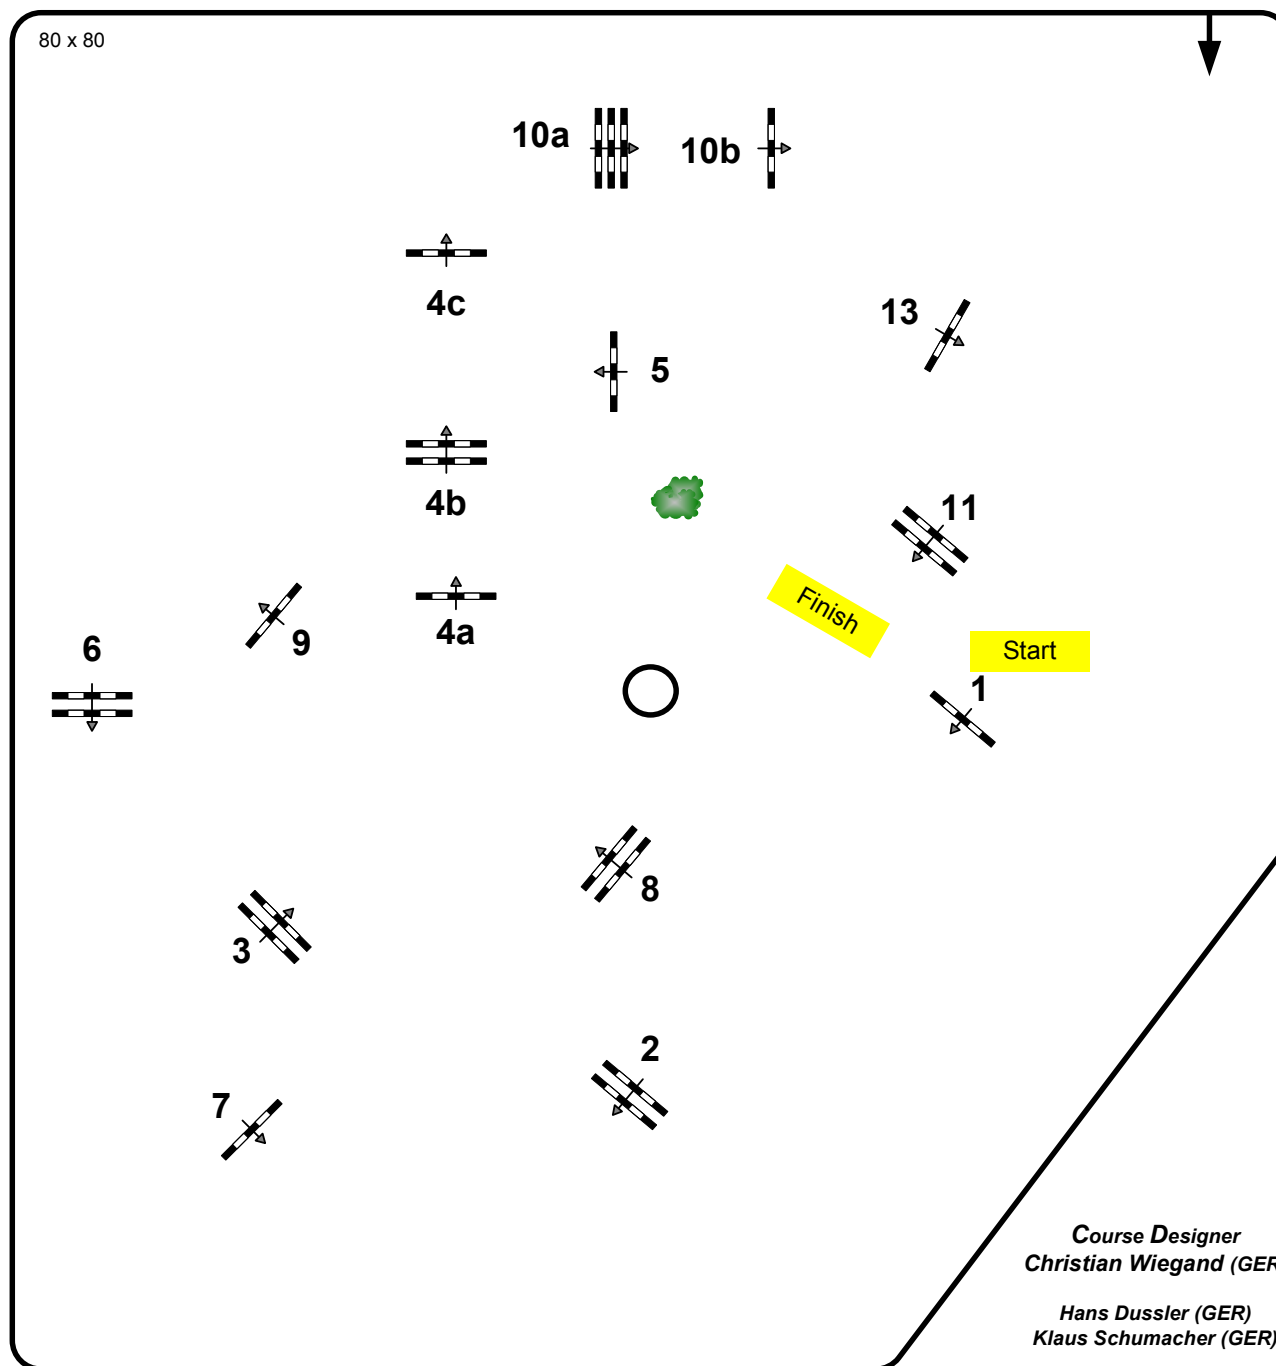 80 x 80
10a
10b
4c
13
5
4b
11
Finish
9
4a
6
Start
1
8
3
2
7
Course Designer
Christian Wiegand (GER
Hans Dussler (GER)
Klaus Schumacher (GER)